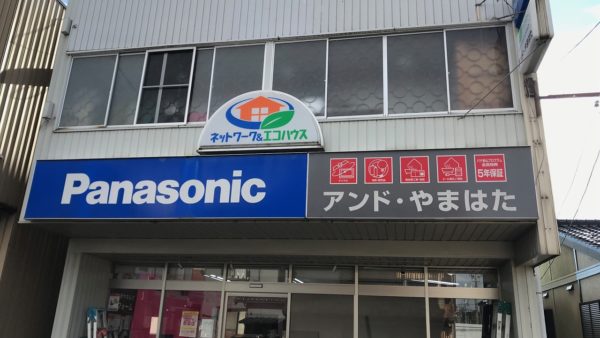 ネットワーク&エコハウス
Panasonic
アンド・やまはた
5年保証